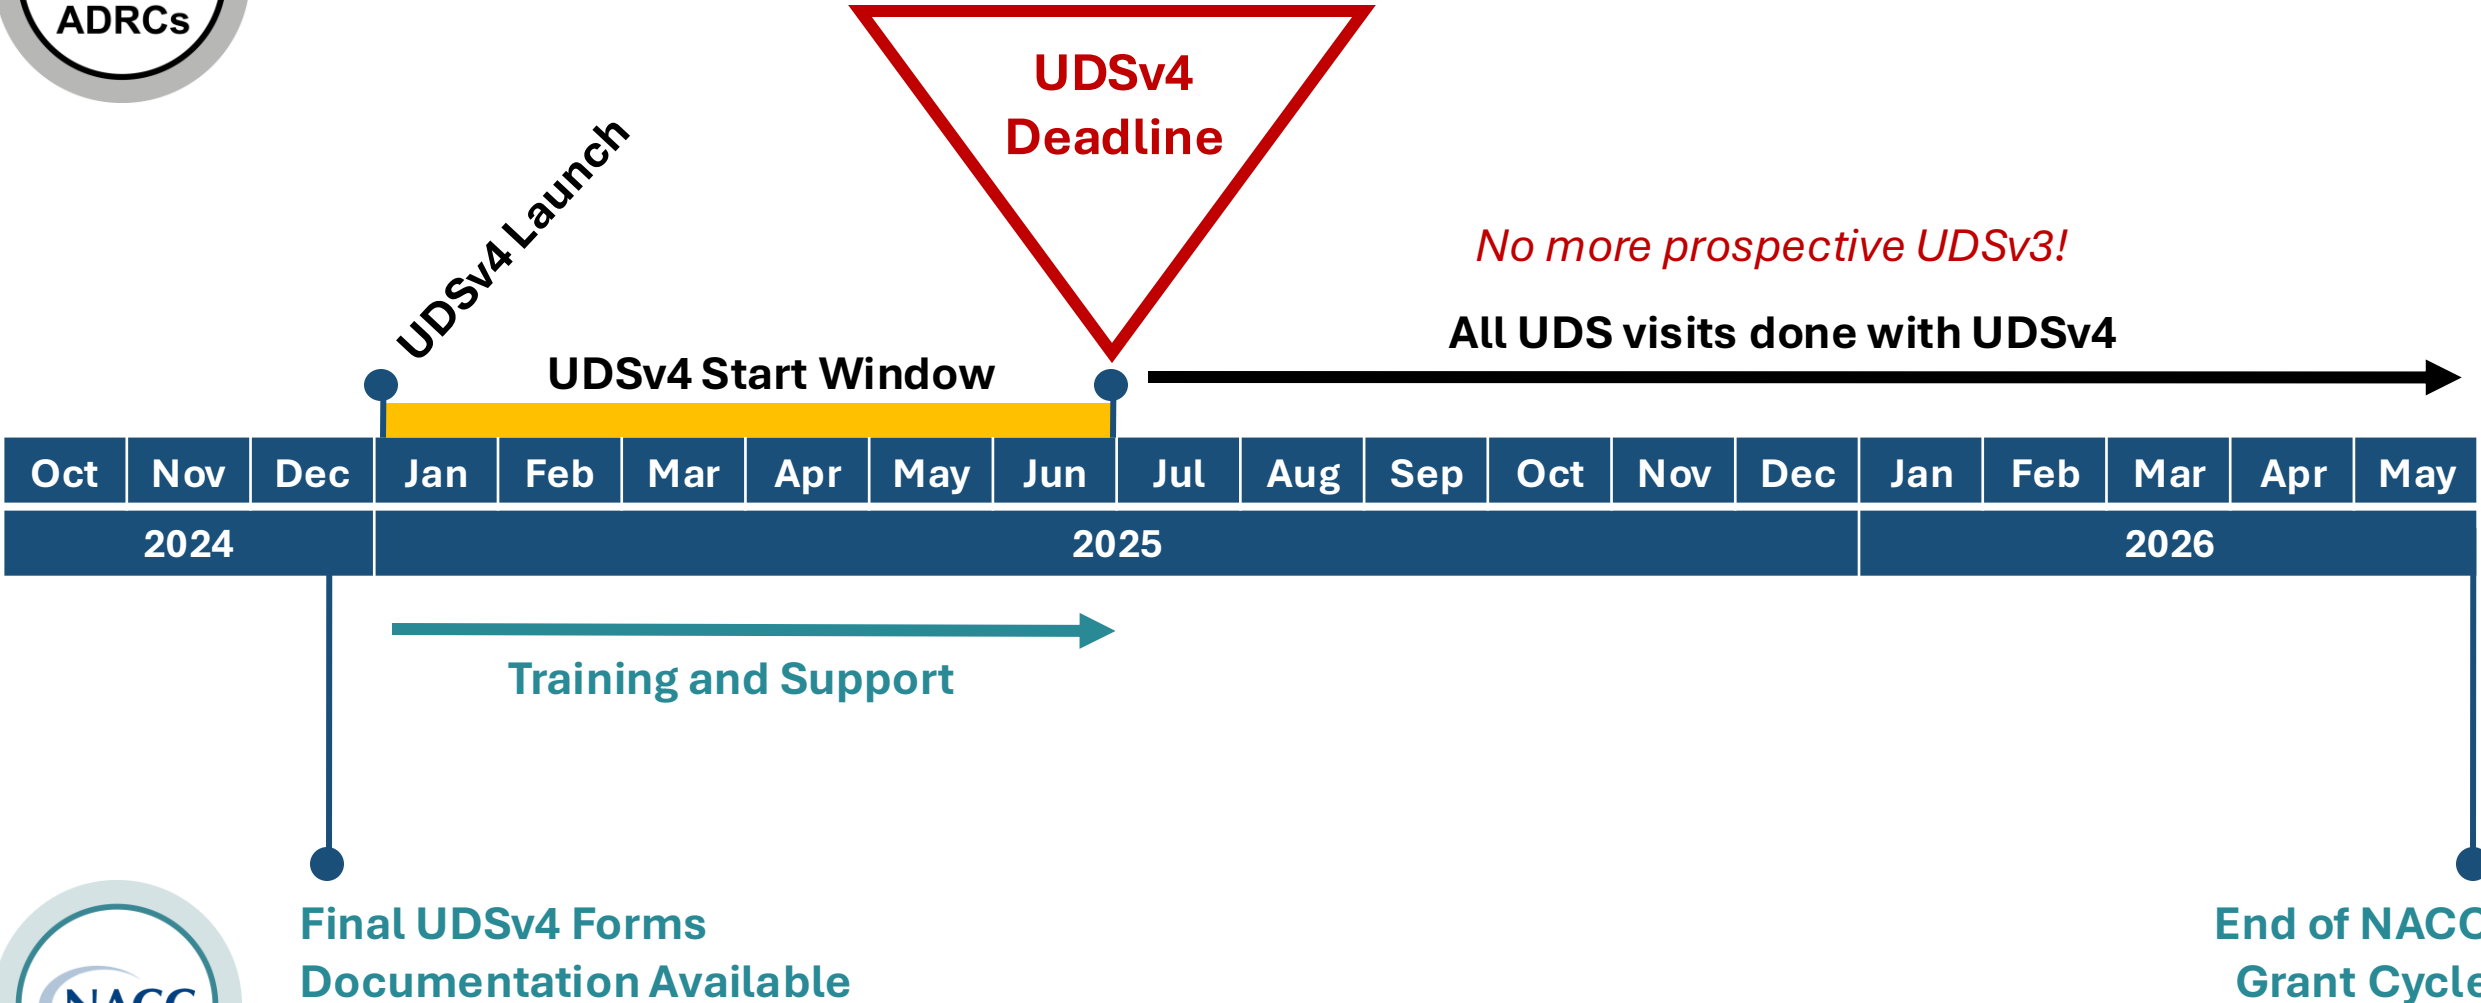 ADRCs
UDSv4
Deadline
UDSv4 Launch
No more prospective UDSv3!
All UDS visits done with UDSv4
UDSv4 Start Window
Oct Nov Dec Jan Feb Mar Apr May Jun Jul Aug Sep Oct Nov Dec Jan Feb Mar Apr May
2024 2025 2026
Training and Support
Final UDSv4 Forms
Documentation Available
End of NACC
Grant Cycle
NACC